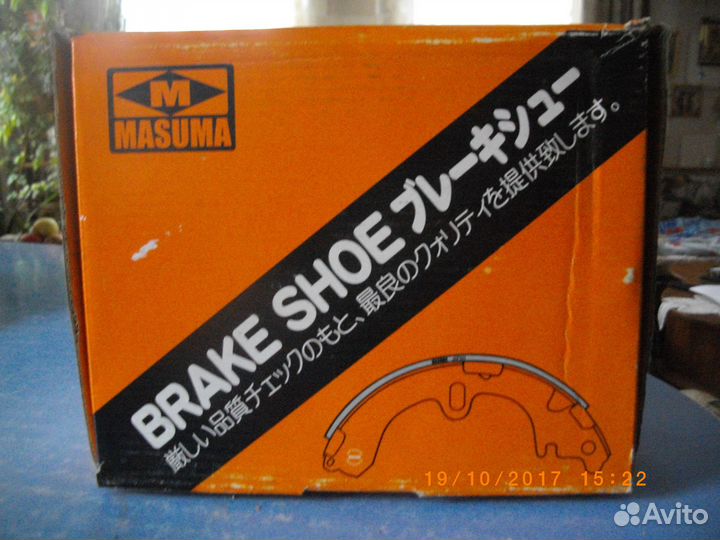 M
MASUMA
BRAKE SHOE ブレーキシュー
厳しい品質チェックのもと、最良のクォリティを提供致します。
19/10/2017 15:22
Avito